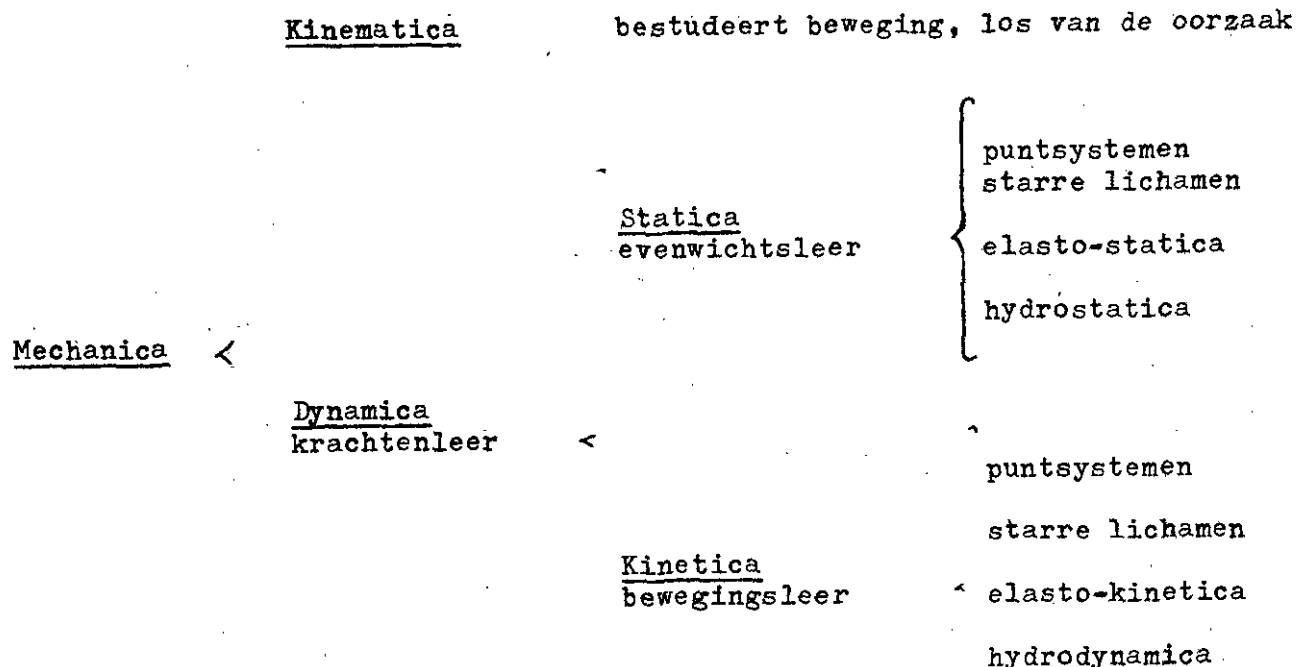 Kinematica bestudeert beweging, los van de oorzaak
puntsystemen
starre lichamen
Statica
evenwichtsleer
elasto-statica
hydrostatica
Mechanica <
Dynamica
krachtenleer <
puntsystemen
starre lichamen
Kinetica
bewegingsleer
elasto-kinetica
hydrodynamica